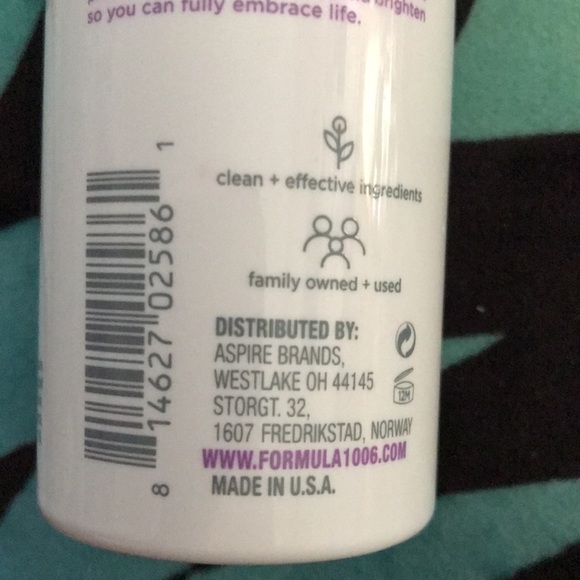 brighten
so you can fully embrace life.
clean + effective ingredients
family owned + used
DISTRIBUTED BY:
ASPIRE BRANDS,
WESTLAKE OH 44145
STORGT. 32,
1607 FREDRIKSTAD, NORWAY
WWW.FORMULA1006.COM
MADE IN U.S.A.
12M
8 14627 02586 1